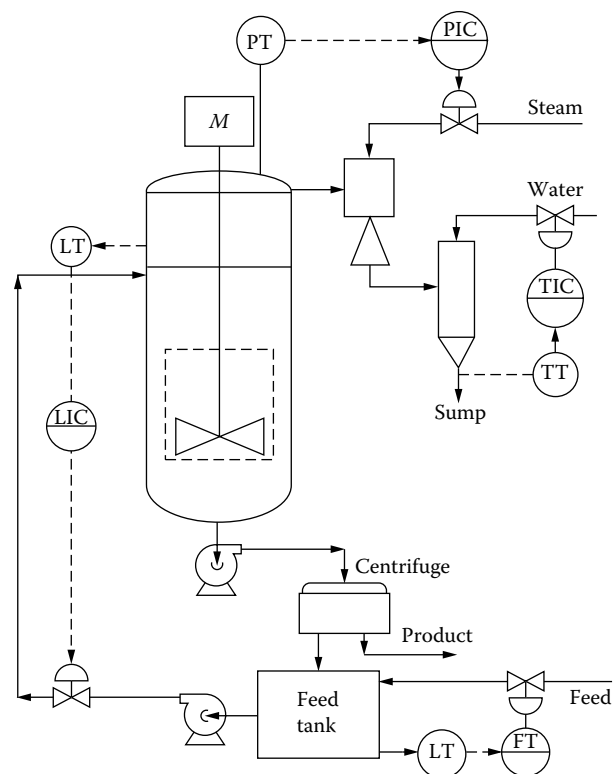 PT
PIC
M
Steam
Water
LT
TIC
TT
Sump
LIC
Centrifuge
Product
Feed
tank
Feed
LT
FT